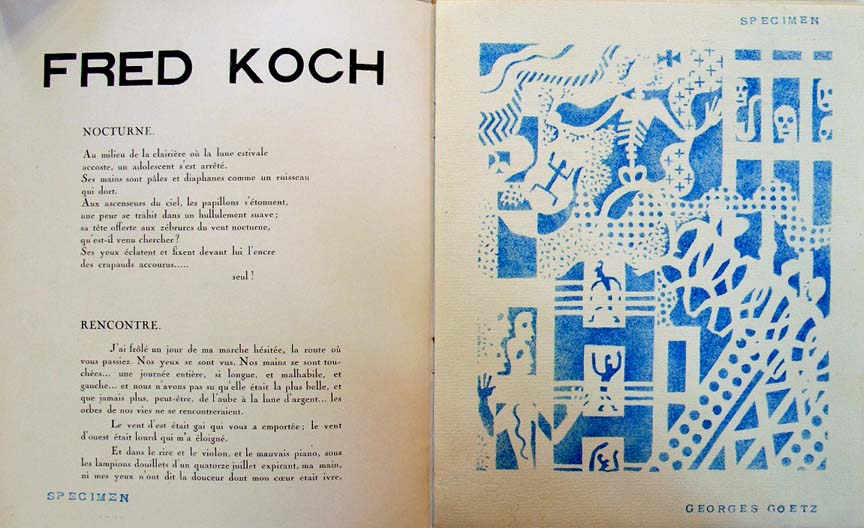 FRED KOCH
NOCTURNE.
Au milieu de la clairière où la lune estivale
accoste, un adolescent s'est arrêté.
Ses mains sont pâles et diaphanes comme un ruisseau
qui dort.
Aux ascenseurs du ciel, les papillons s'étonnent,
une peur se trahit dans un hullulement suave ;
sa tête offerte aux zébrures du vent nocturne,
qu'est-il venu chercher ?
Ses yeux éclatent et fixent devant lui l'encre
des crapauds accourus.....
seul !
RENCONTRE.
J'ai frôlé un jour de ma marche hésitée, la route où
vous passiez. Nos yeux se sont vus. Nos mains se sont tou-
chées... une journée entière, si longue, et malhabile, et
gauche... et nous n'avons pas su qu'elle était la plus belle, et
que jamais plus, peut-être, de l'aube à la lune d'argent... les
orbes de nos vies ne se rencontreraient.
Le vent d'est était gai qui vous a emportée ; le vent
d'ouest était lourd qui m'a éloigné.
Et dans le rire et le violon, et le mauvais piano, sous
les lampions douillets d'un quatorze juillet expirant, ma main,
ni mes yeux n'ont dit la douceur dont mon cœur était ivre.
SPECIMEN
SPECIMEN
GEORGES GOETZ